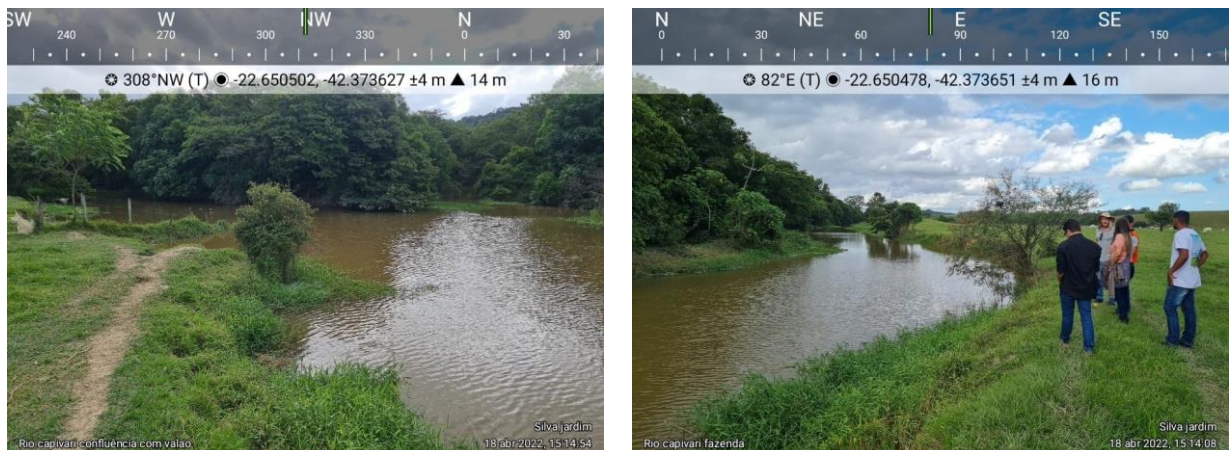 SW W NW N
240 270 300 330 0 30
308°NW (T) -22.650502, -42.373627 ±4 m ▲ 14 m
Silva jardim
Rio capivari confluência com valao 18 abr 2022, 15:14:54
N NE E SE
0 30 60 90 120 150
82°E (T) -22.650478, -42.373651 ±4 m ▲ 16 m
Silva jardim
Rio capivari fazenda 18 abr 2022, 15:14:08